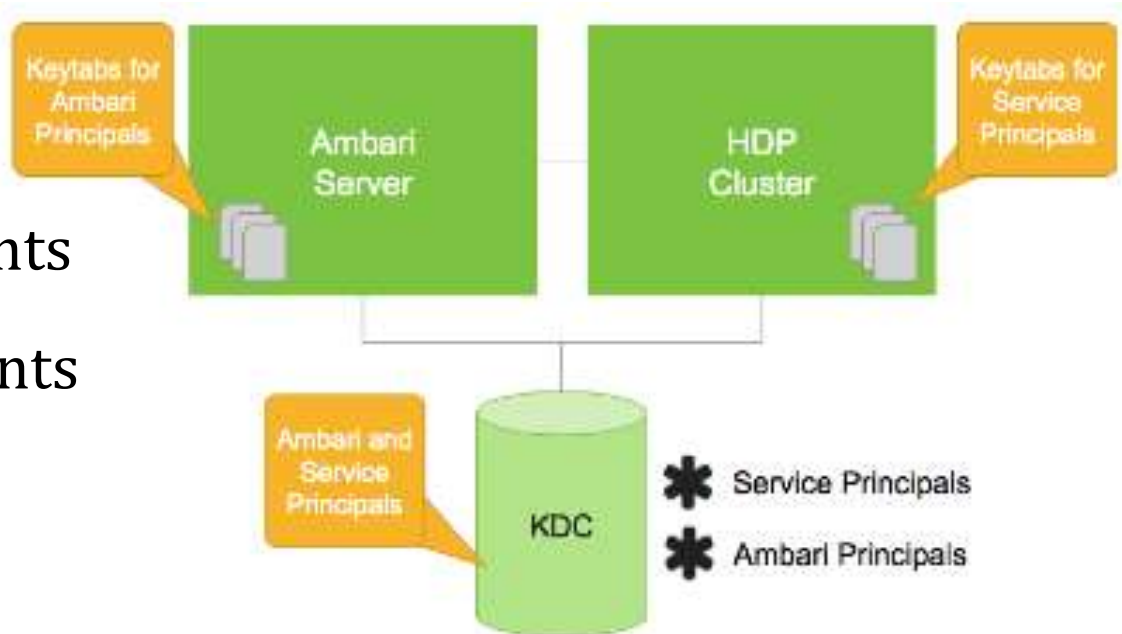 Keytabs for
Ambari
Principals
Ambari
Server
HDP
Cluster
Keytabs for
Service
Principals
nts
nts
Ambari and
Service
Principals
KDC
Service Principals
Ambari Principals